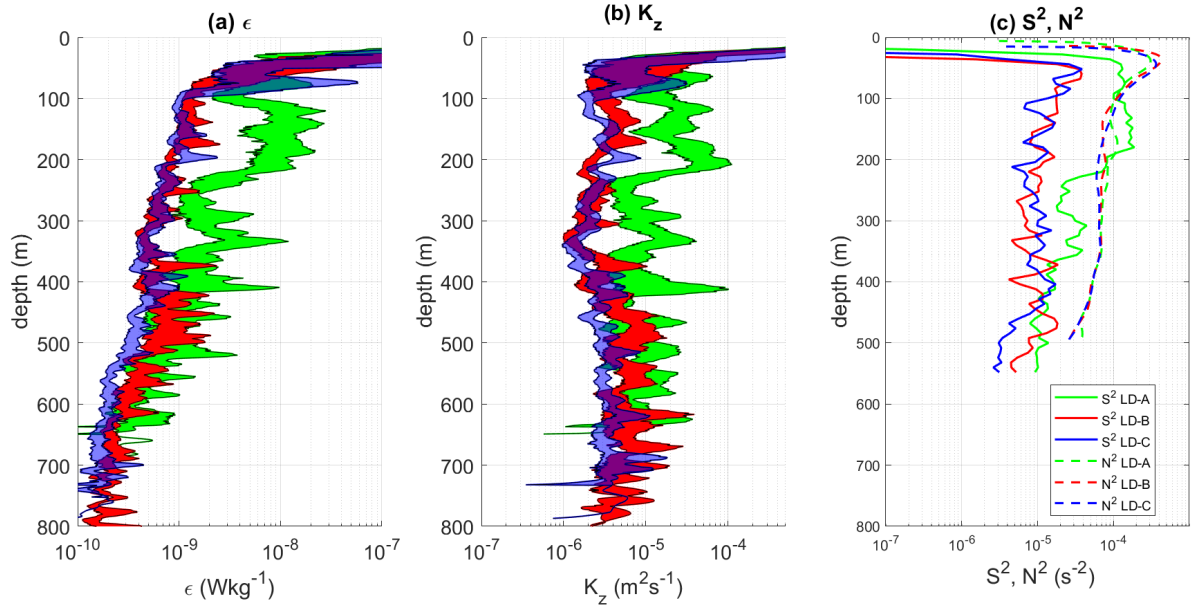 (a) ϵ
0
100
200
300
400
500
600
700
800
depth (m)
10⁻¹⁰ 10⁻⁹ 10⁻⁸ 10⁻⁷
ϵ (Wkg⁻¹)
(b) K_z
0
100
200
300
400
500
600
700
800
depth (m)
10⁻⁷ 10⁻⁶ 10⁻⁵ 10⁻⁴
K_z (m²s⁻¹)
(c) S², N²
0
100
200
300
400
500
600
700
800
depth (m)
10⁻⁷ 10⁻⁶ 10⁻⁵ 10⁻⁴
S², N² (s⁻²)
S² LD-A
S² LD-B
S² LD-C
N² LD-A
N² LD-B
N² LD-C